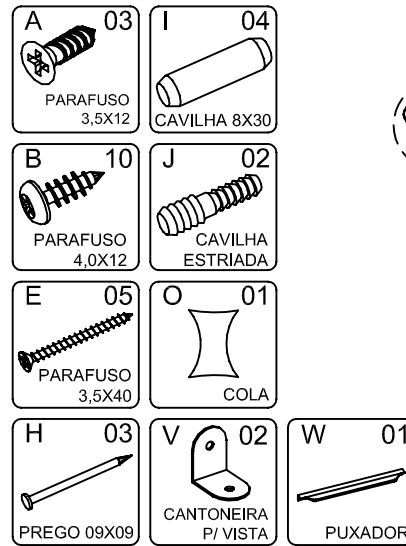 A 03
PARAFUSO
3,5X12
I 04
CAVILHA 8X30
B 10
PARAFUSO
4,0X12
J 02
CAVILHA
ESTRIADA
E 05
PARAFUSO
3,5X40
O 01
COLA
H 03
PREGO 09X09
V 02
CANTONEIRA
P/ VISTA
W 01
PUXADOR